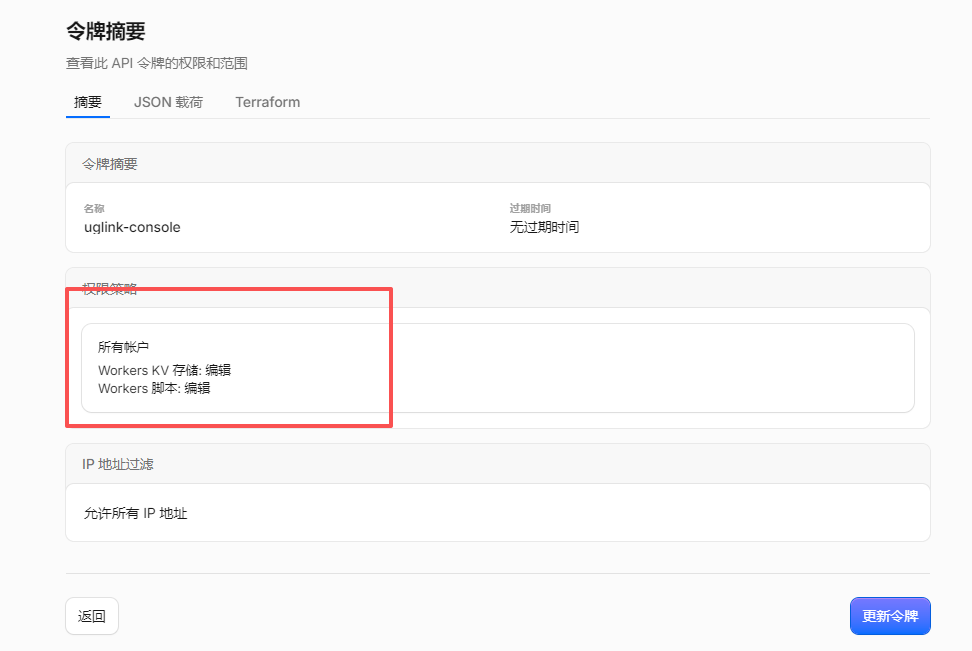 令牌摘要
查看此 API 令牌的权限和范围
摘要 JSON 载荷 Terraform
令牌摘要
名称 过期时间
uglink-console 无过期时间
权限策略
所有帐户
Workers KV 存储: 编辑
Workers 脚本: 编辑
IP 地址过滤
允许所有 IP 地址
返回 更新令牌